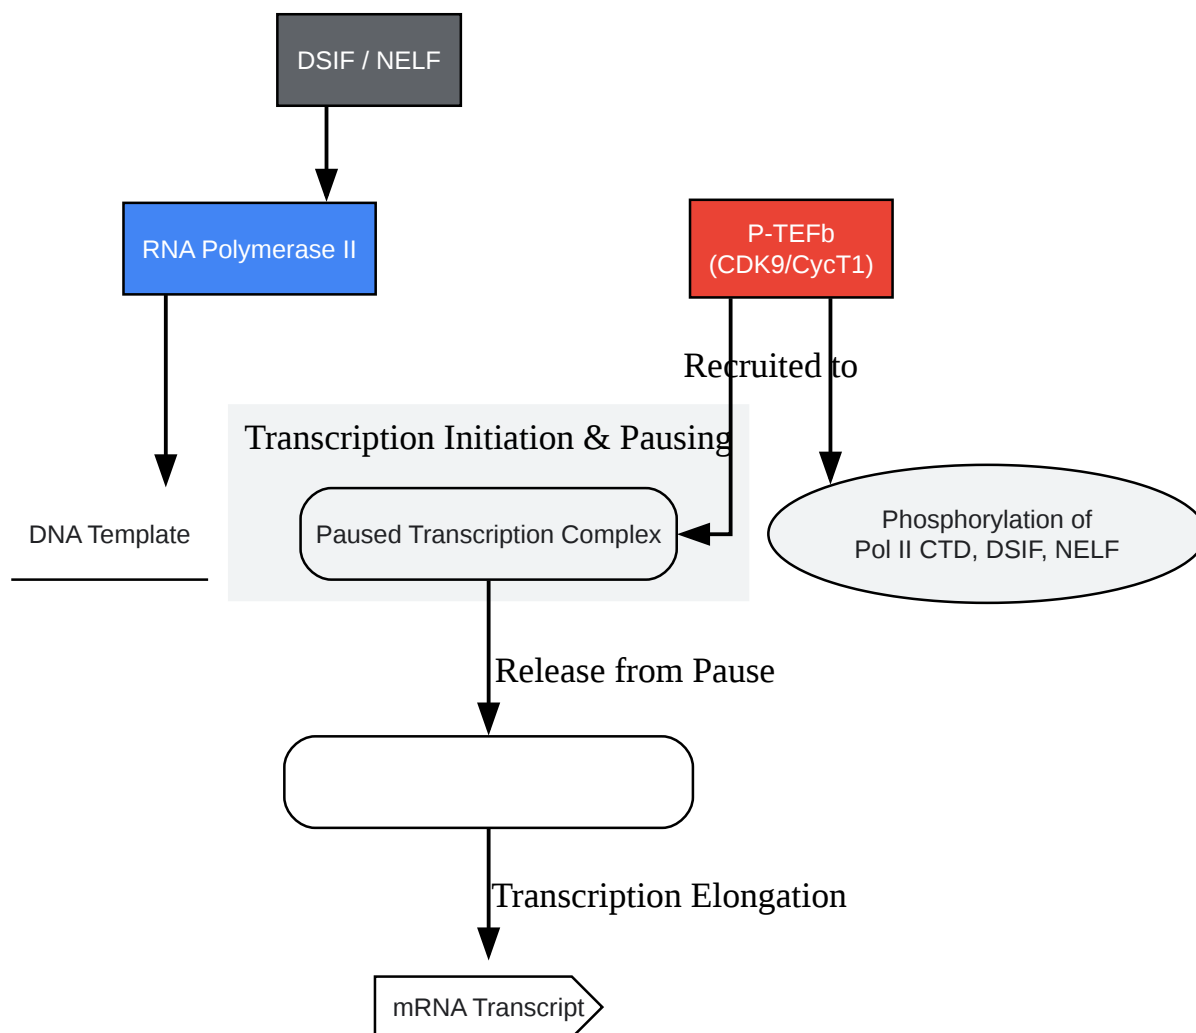 DSIF / NELF
RNA Polymerase II
P-TEFb
(CDK9/CycT1)
Recruited to
Transcription Initiation & Pausing
DNA Template
Paused Transcription Complex
Phosphorylation of
Pol II CTD, DSIF, NELF
Release from Pause
Transcription Elongation
mRNA Transcript